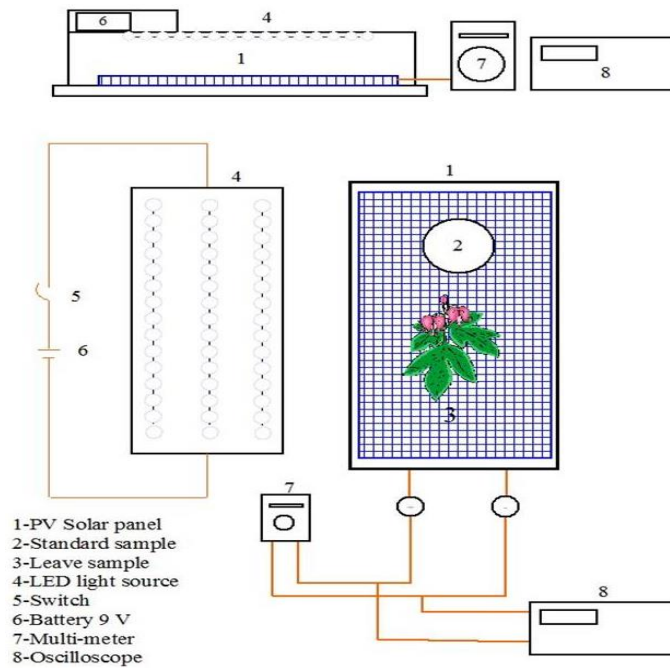 6
4
1
7
8
4
1
2
5
6
3
7
8
1-PV Solar panel
2-Standard sample
3-Leave sample
4-LED light source
5-Switch
6-Battery 9 V
7-Multi-meter
8-Oscilloscope